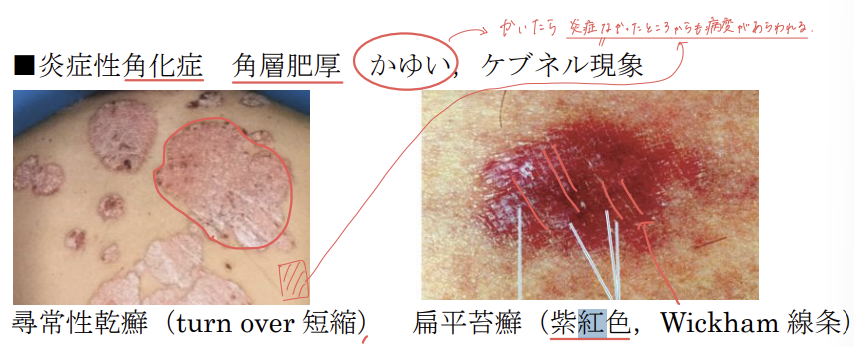 かいたら 炎症なかったところからも病変があらわれる.
■炎症性角化症　角層肥厚　かゆい，ケブネル現象
尋常性乾癬（turn over 短縮）　扁平苔癬（紫紅色，Wickham 線条）